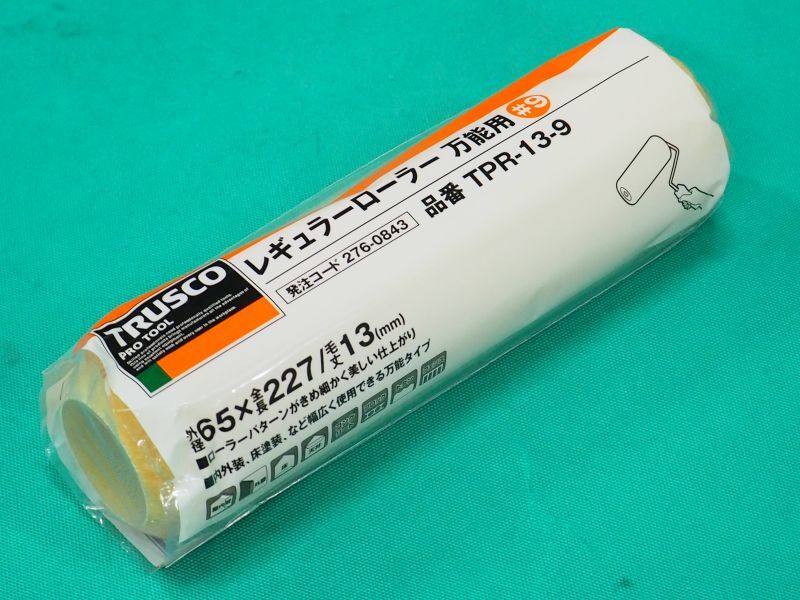 レギュラーローラー 万能用 #9
発注コード 276-0843 品番 TPR-13-9
TRUSCO
PRO TOOL
外径65×全長227/毛丈13(mm)
■ローラーパターンがきめ細かく美しい仕上がり
■内外装、床塗装、など幅広く使用できる万能タイプ
床 天井